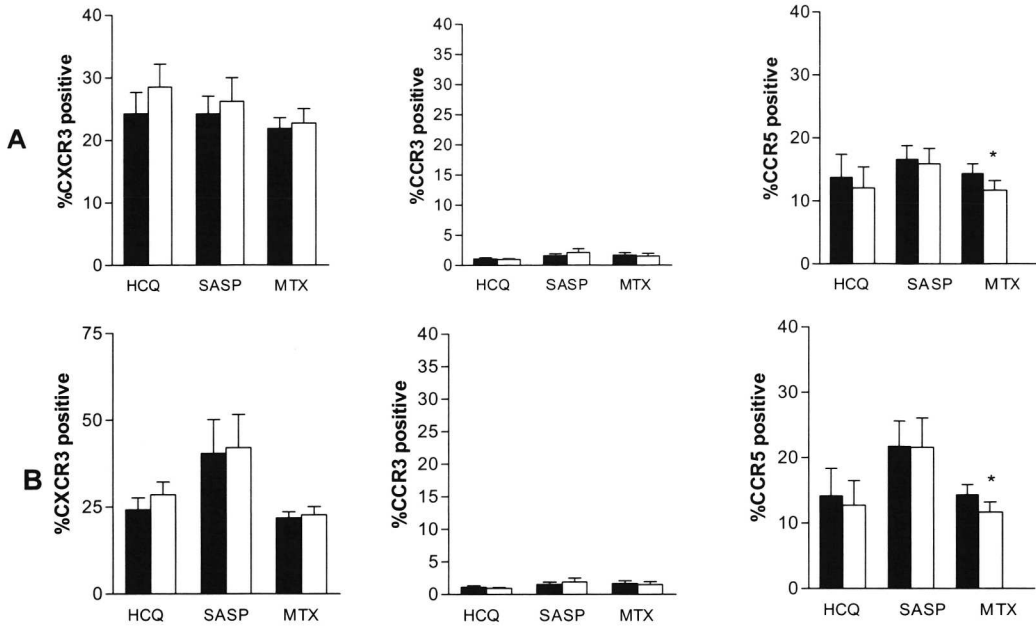 A
%CXCR3 positive
40
30
20
10
0
HCQ SASP MTX
%CCR3 positive
40
35
30
25
20
15
10
5
0
HCQ SASP MTX
%CCR5 positive
40
30
20
10
0
*
HCQ SASP MTX
B
%CXCR3 positive
75
50
25
0
HCQ SASP MTX
%CCR3 positive
40
35
30
25
20
15
10
5
0
HCQ SASP MTX
%CCR5 positive
40
30
20
10
0
*
HCQ SASP MTX